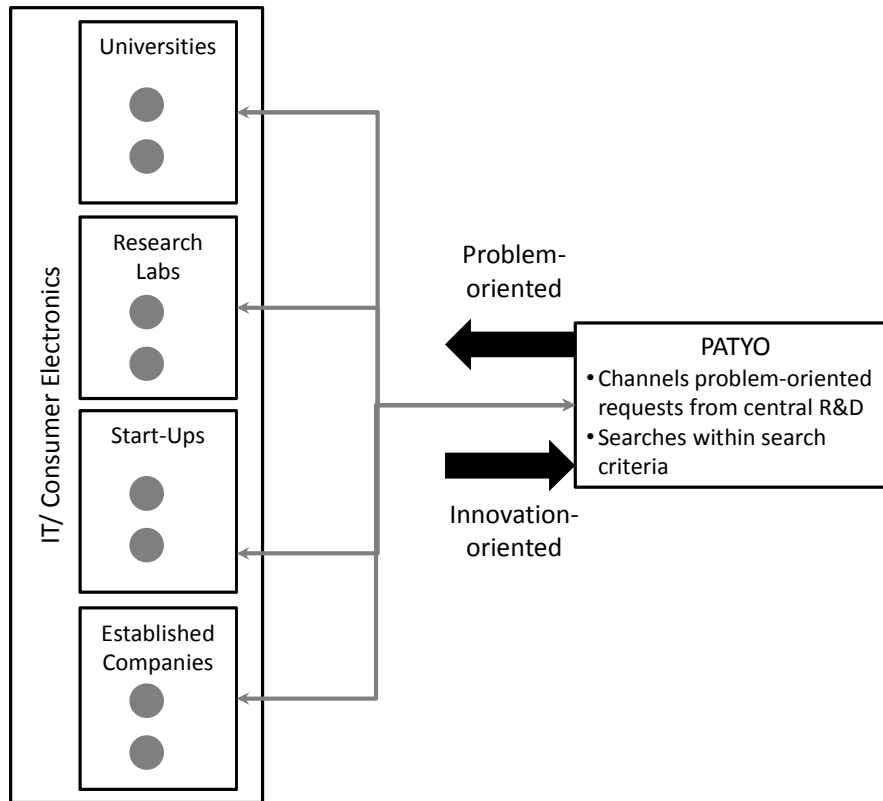 IT/ Consumer Electronics
Universities
Research
Labs
Start-Ups
Established
Companies
Problem-
oriented
Innovation-
oriented
PATYO
• Channels problem-oriented
requests from central R&D
• Searches within search
criteria